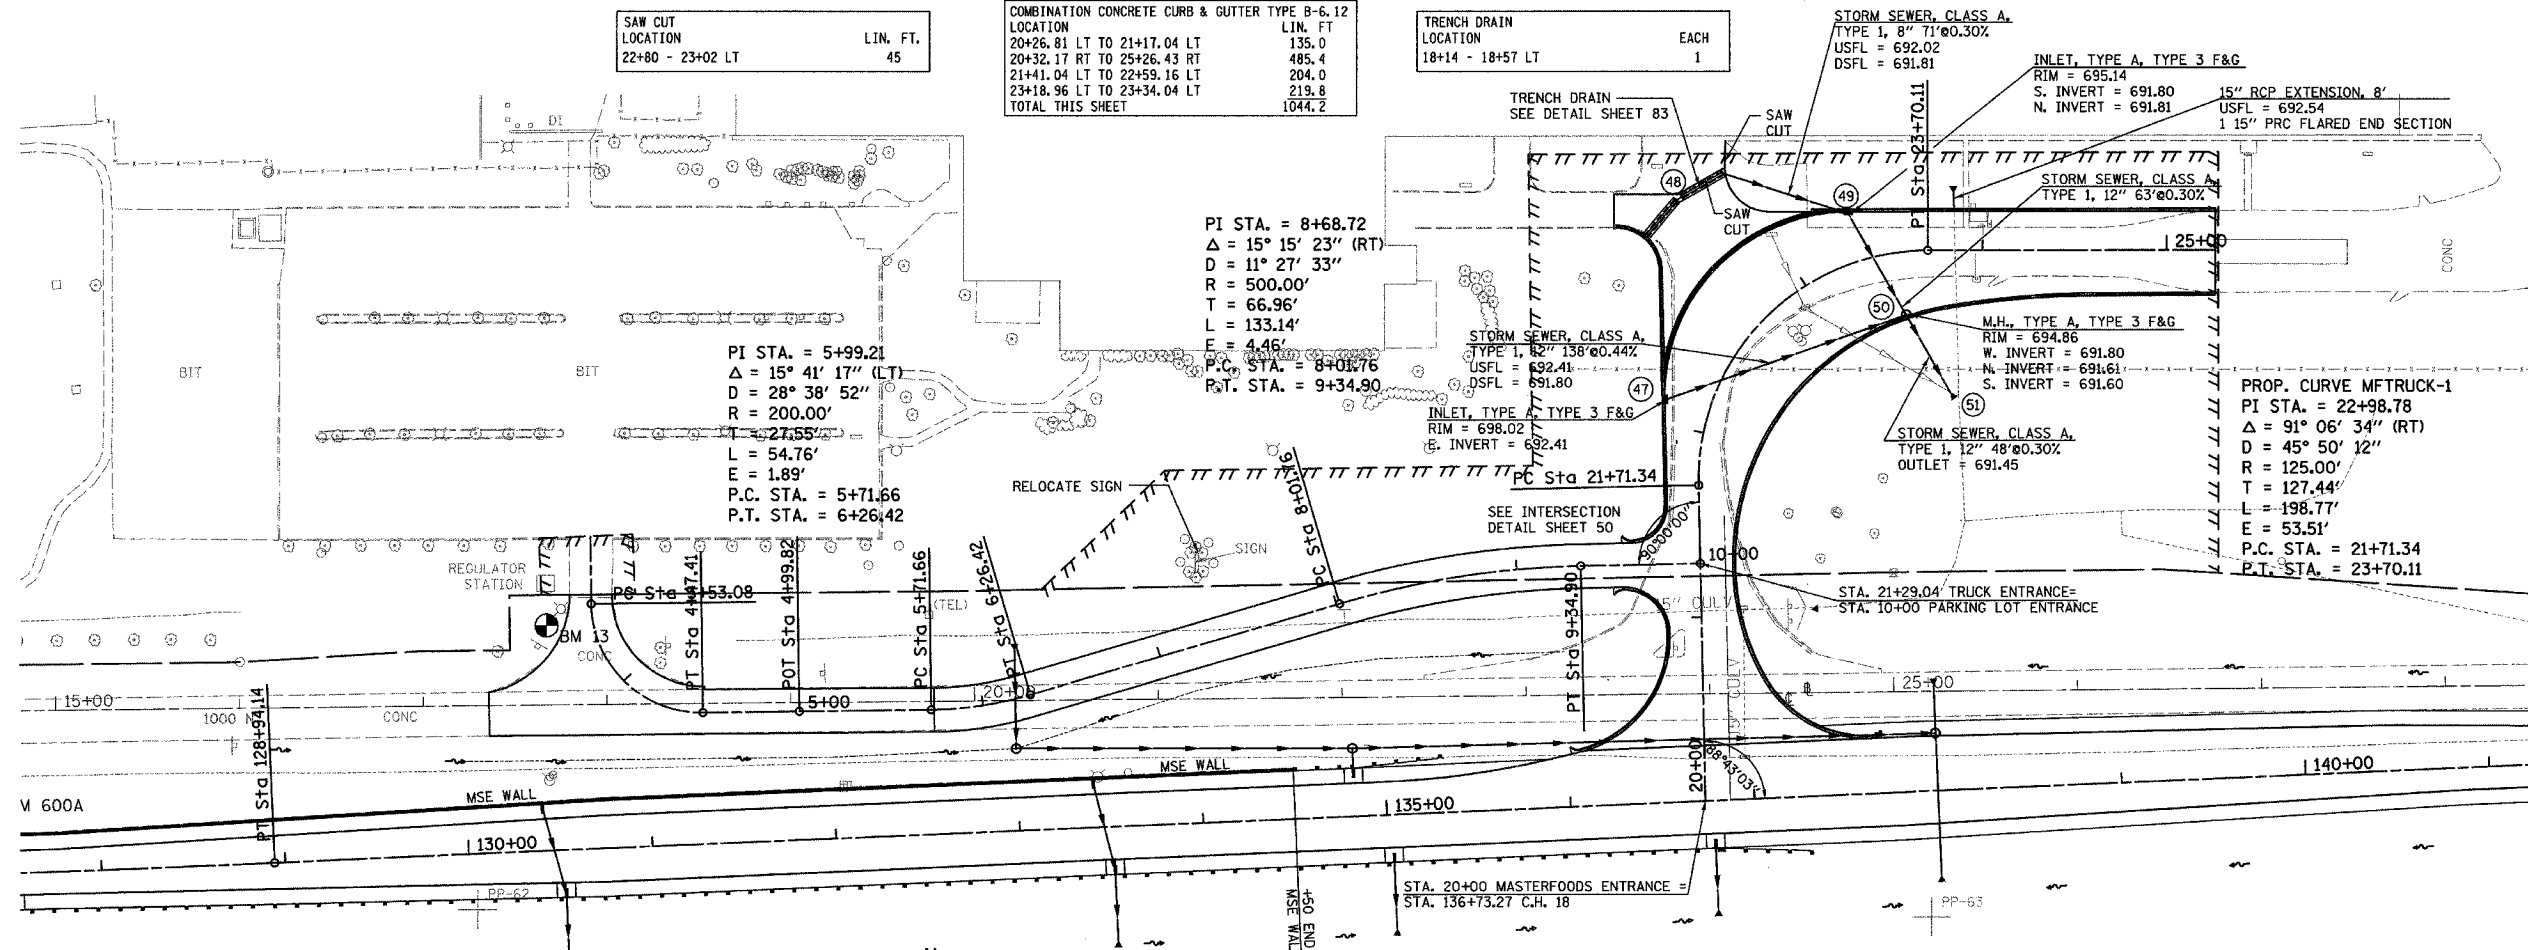 SAW CUT
LOCATION LIN. FT.
22+80 - 23+02 LT 45
COMBINATION CONCRETE CURB & GUTTER TYPE B-6.12
LOCATION LIN. FT
20+26.81 LT TO 21+17.04 LT 135.0
20+32.17 RT TO 25+26.43 RT 485.4
21+41.04 LT TO 22+59.16 LT 204.0
23+18.96 LT TO 23+34.04 LT 219.8
TOTAL THIS SHEET 1044.2
TRENCH DRAIN
LOCATION EACH
18+14 - 18+57 LT 1
STORM SEWER, CLASS A,
TYPE 1, 8" 71'@0.30%
USFL = 692.02
DSFL = 691.81
INLET, TYPE A, TYPE 3 F&G
RIM = 695.14
S. INVERT = 691.80
N. INVERT = 691.81
15" RCP EXTENSION, 8'
USFL = 692.54
1 15" PRC FLARED END SECTION
TRENCH DRAIN
SEE DETAIL SHEET 83
SAW
CUT
PT Sta 23+70.11
STORM SEWER, CLASS A,
TYPE 1, 12" 63'@0.30%
DI
48
49
SAW
CUT
25+00
CONC
PI STA. = 8+68.72
Δ = 15° 15' 23" (RT)
D = 11° 27' 33"
R = 500.00'
T = 66.96'
L = 133.14'
E = 4.46'
P.C. STA. = 8+01.76
P.T. STA. = 9+34.90
PI STA. = 5+99.21
Δ = 15° 41' 17" (LT)
D = 28° 38' 52"
R = 200.00'
T = 27.55'
L = 54.76'
E = 1.89'
P.C. STA. = 5+71.66
P.T. STA. = 6+26.42
BIT
BIT
STORM SEWER, CLASS A,
TYPE 1, 12" 138'@0.44%
USFL = 692.41
DSFL = 691.80
47
INLET, TYPE A, TYPE 3 F&G
RIM = 698.02
E. INVERT = 692.41
50
M.H., TYPE A, TYPE 3 F&G
RIM = 694.86
W. INVERT = 691.80
N. INVERT = 691.61
S. INVERT = 691.60
51
STORM SEWER, CLASS A,
TYPE 1, 12" 48'@0.30%
OUTLET = 691.45
PROP. CURVE MFTRUCK-1
PI STA. = 22+98.78
Δ = 91° 06' 34" (RT)
D = 45° 50' 12"
R = 125.00'
T = 127.44'
L = 198.77'
E = 53.51'
P.C. STA. = 21+71.34
P.T. STA. = 23+70.11
RELOCATE SIGN
PC Sta 8+01.76
PC Sta 21+71.34
SEE INTERSECTION
DETAIL SHEET 50
90°00'00"
10+00
SIGN
REGULATOR
STATION
BM 13
CONC
PT Sta 4+47.41
POT Sta 4+99.82
PC Sta 5+71.66
(TEL)
PT Sta 6+26.42
PT Sta 9+34.90
STA. 21+29.04 TRUCK ENTRANCE=
STA. 10+00 PARKING LOT ENTRANCE
15+00
CONC
5+00
25+00
PT Sta 128+94.14
MSE WALL
MSE WALL
20+00
88°43'03"
140+00
135+00
130+00
PP-62
+50 END
STA. 20+00 MASTERFOODS ENTRANCE =
STA. 136+73.27 C.H. 18
PP-63